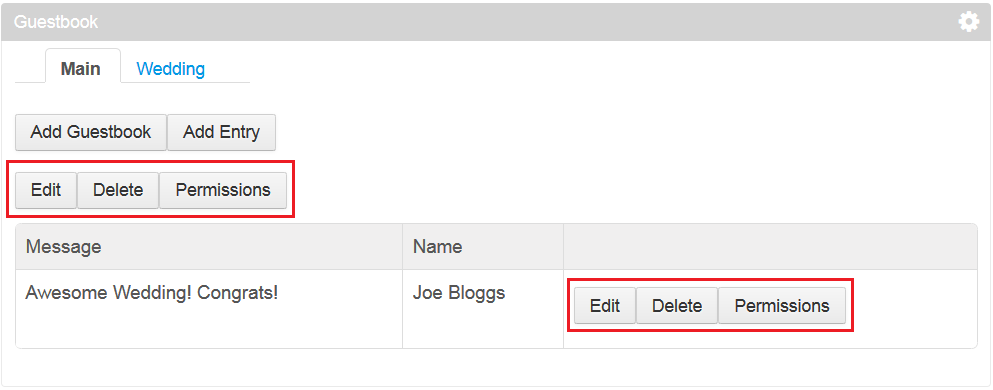 Guestbook
Main Wedding
Add Guestbook Add Entry
Edit Delete Permissions
Message Name
Awesome Wedding! Congrats! Joe Bloggs Edit Delete Permissions